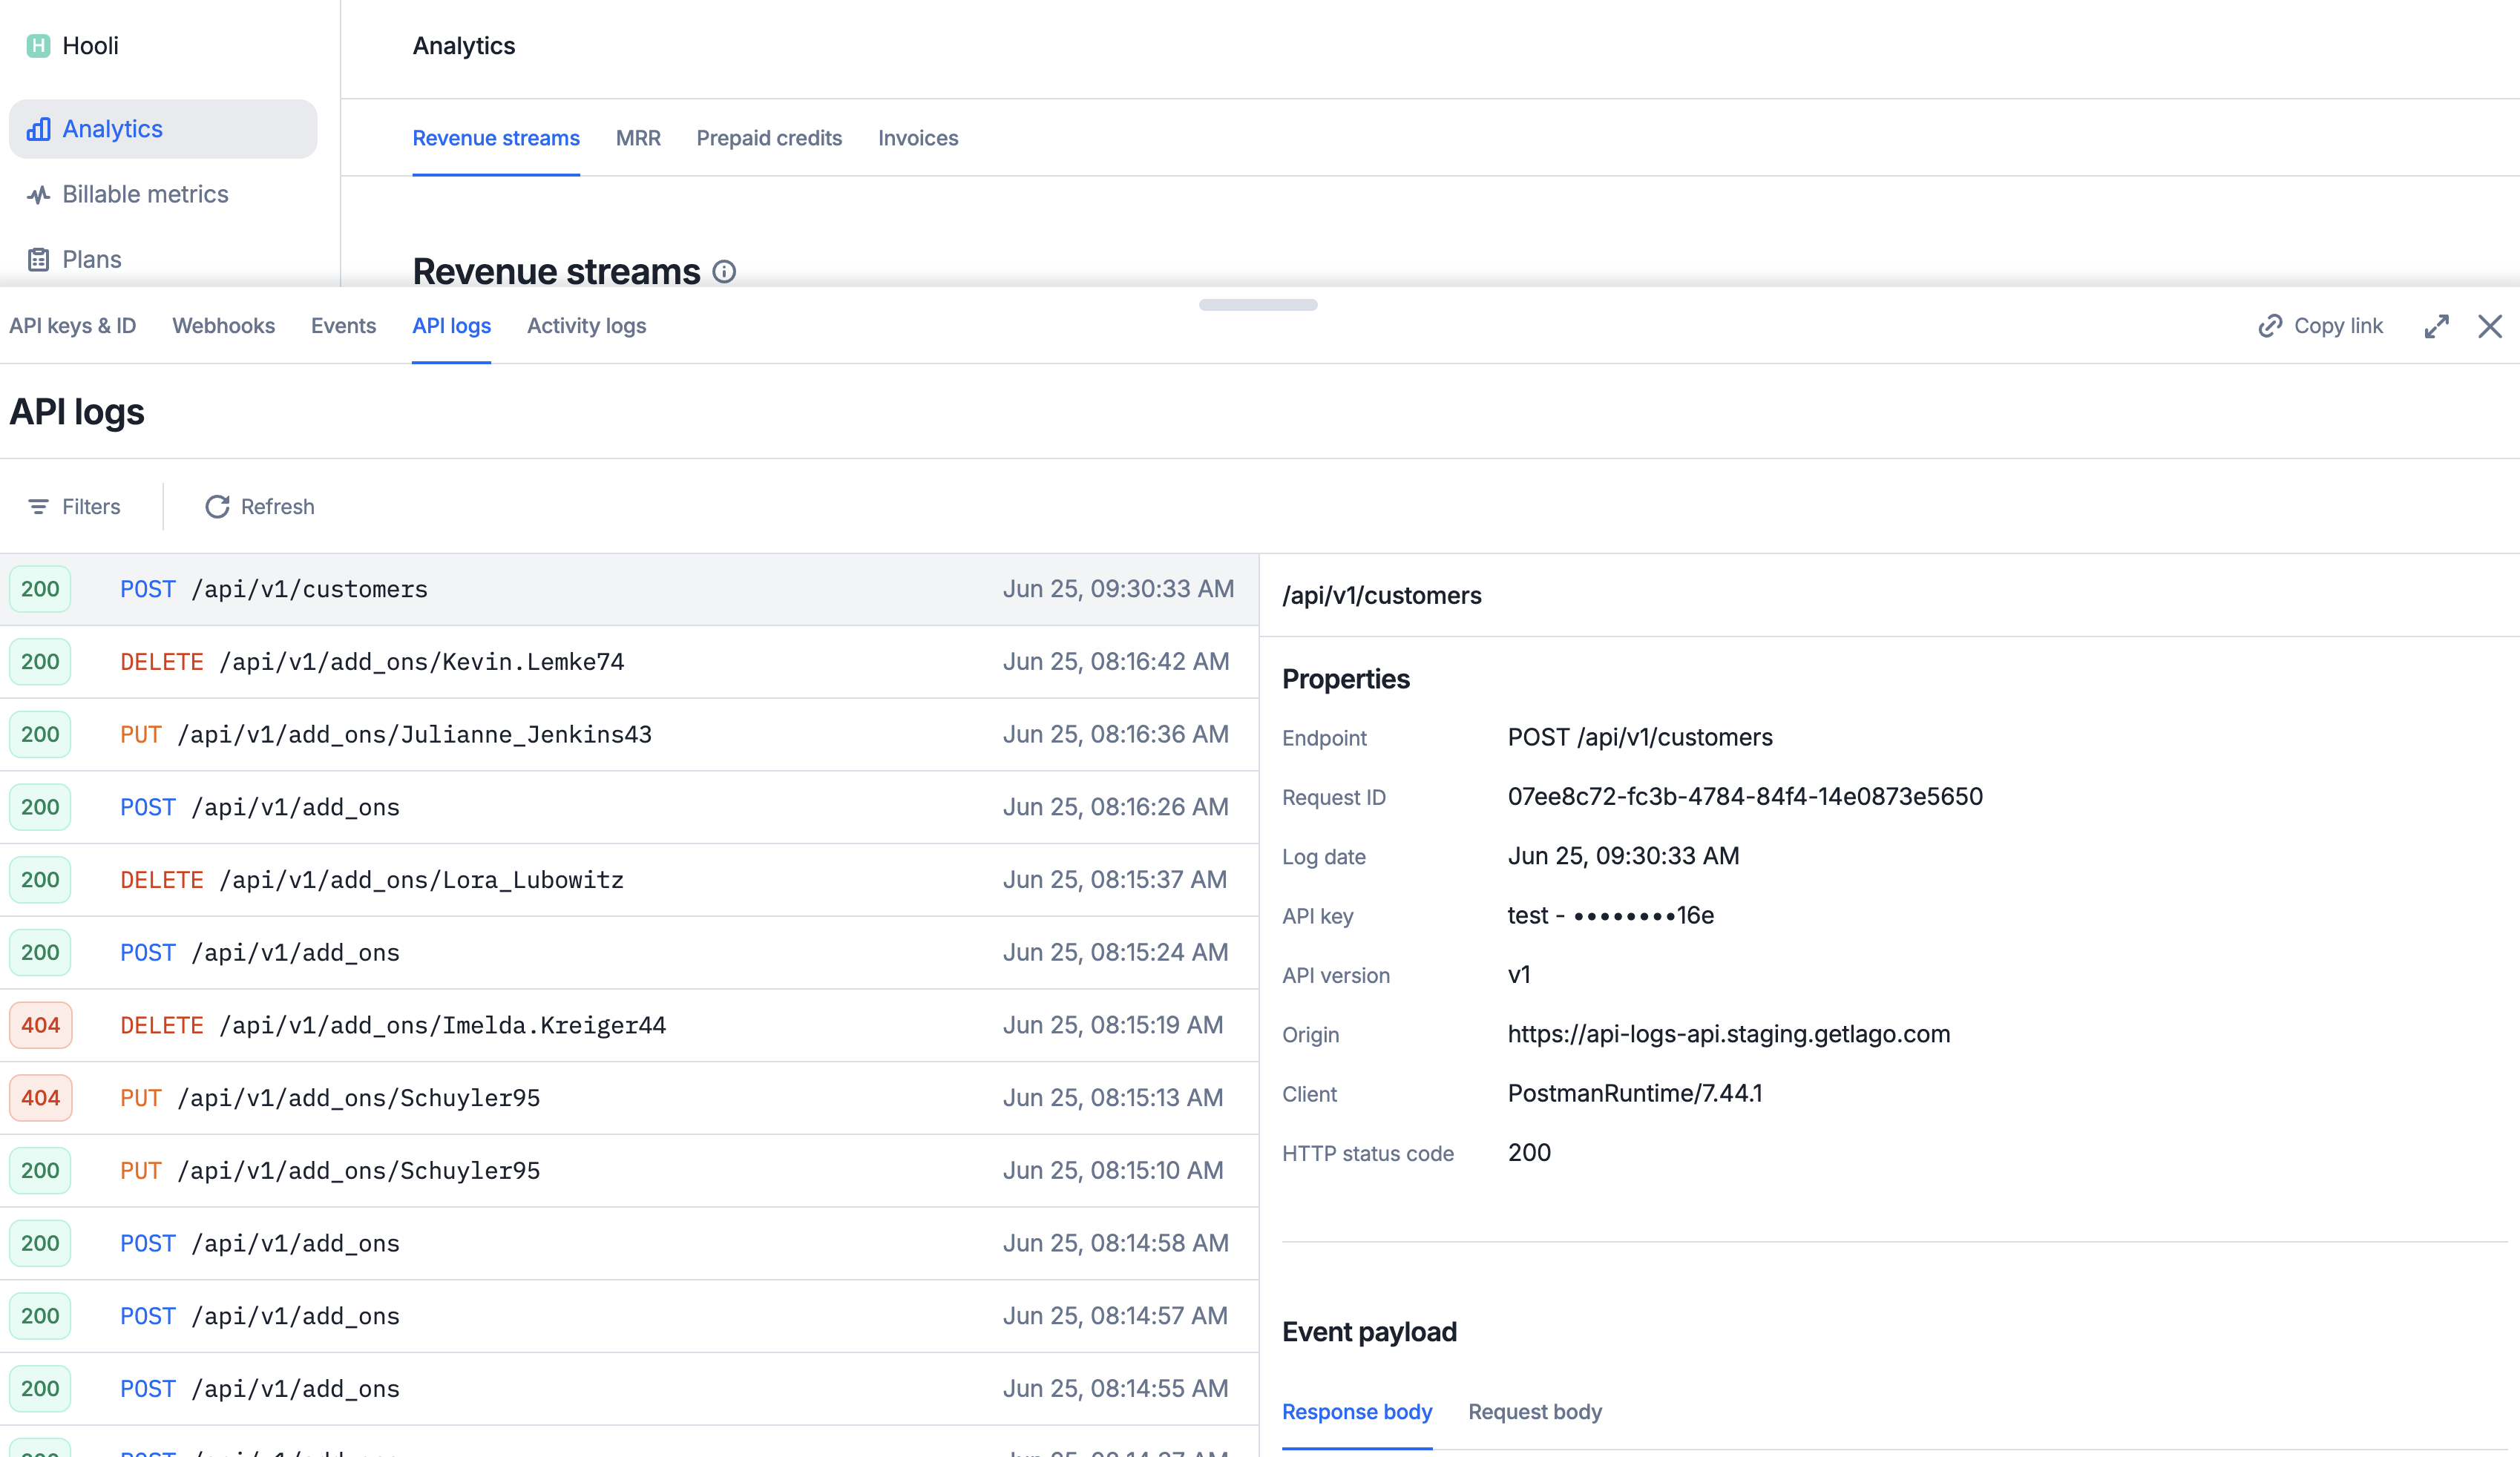 H Hooli
Analytics
Analytics
Billable metrics
Plans
Revenue streams MRR Prepaid credits Invoices
Revenue streams
API keys & ID Webhooks Events API logs Activity logs
Copy link
API logs
Filters Refresh
200 POST /api/v1/customers Jun 25, 09:30:33 AM
200 DELETE /api/v1/add_ons/Kevin.Lemke74 Jun 25, 08:16:42 AM
200 PUT /api/v1/add_ons/Julianne_Jenkins43 Jun 25, 08:16:36 AM
200 POST /api/v1/add_ons Jun 25, 08:16:26 AM
200 DELETE /api/v1/add_ons/Lora_Lubowitz Jun 25, 08:15:37 AM
200 POST /api/v1/add_ons Jun 25, 08:15:24 AM
404 DELETE /api/v1/add_ons/Imelda.Kreiger44 Jun 25, 08:15:19 AM
404 PUT /api/v1/add_ons/Schuyler95 Jun 25, 08:15:13 AM
200 PUT /api/v1/add_ons/Schuyler95 Jun 25, 08:15:10 AM
200 POST /api/v1/add_ons Jun 25, 08:14:58 AM
200 POST /api/v1/add_ons Jun 25, 08:14:57 AM
200 POST /api/v1/add_ons Jun 25, 08:14:55 AM
/api/v1/customers
Properties
Endpoint POST /api/v1/customers
Request ID 07ee8c72-fc3b-4784-84f4-14e0873e5650
Log date Jun 25, 09:30:33 AM
API key test - ••••••••16e
API version v1
Origin https://api-logs-api.staging.getlago.com
Client PostmanRuntime/7.44.1
HTTP status code 200
Event payload
Response body Request body